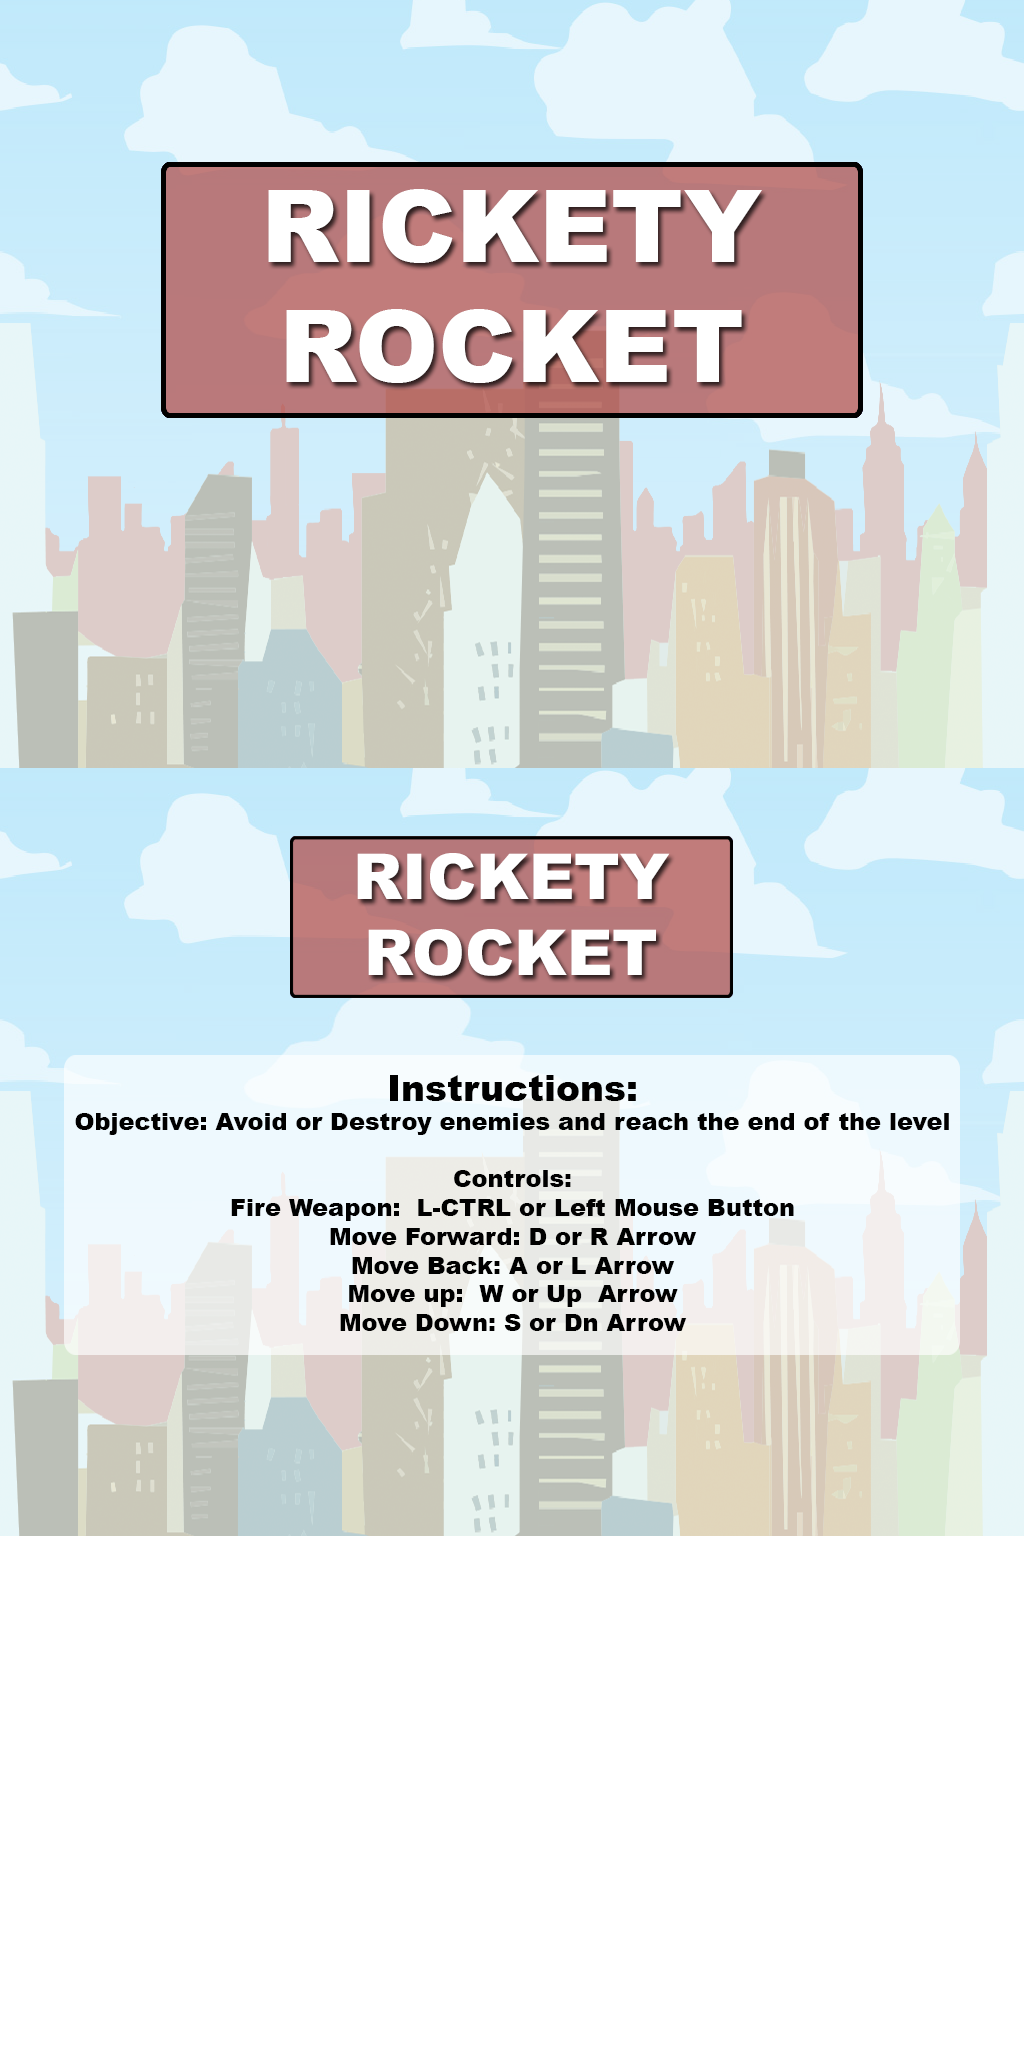 RICKETY
ROCKET
RICKETY
ROCKET
Instructions:
Objective: Avoid or Destroy enemies and reach the end of the level
Controls:
Fire Weapon:  L-CTRL or Left Mouse Button
Move Forward: D or R Arrow
Move Back: A or L Arrow
Move up:  W or Up  Arrow
Move Down: S or Dn Arrow